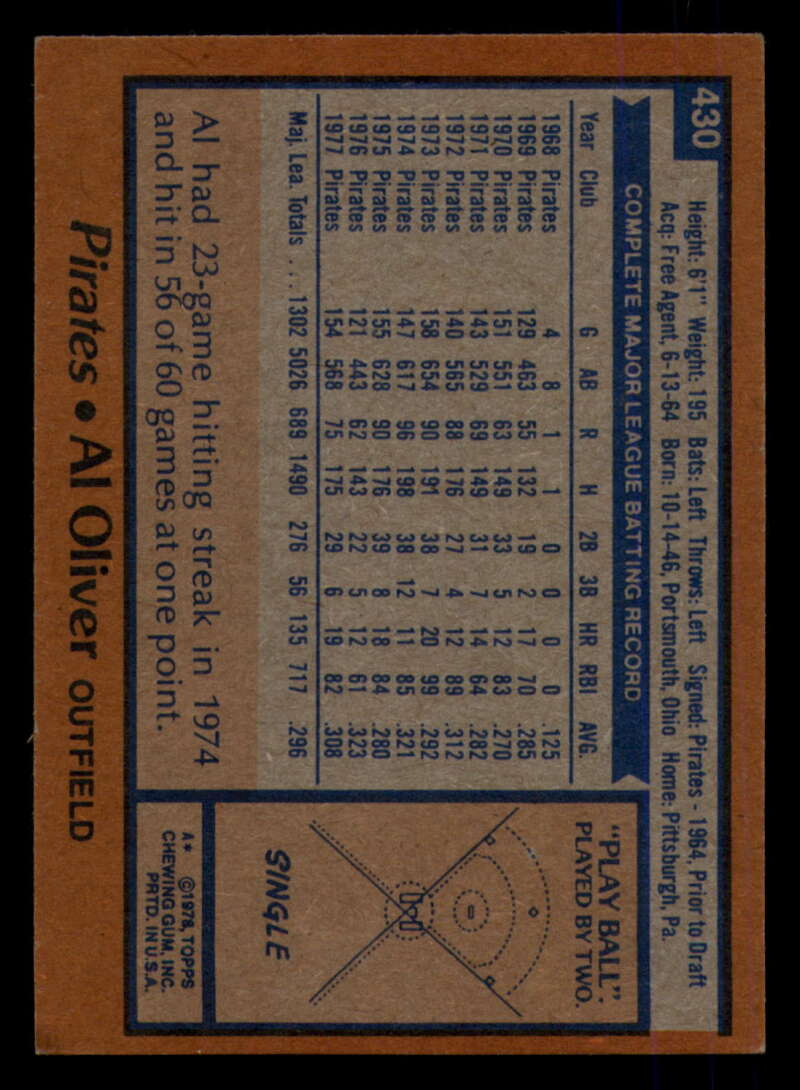 430
Height: 6'1" Weight: 195 Bats: Left Throws: Left Signed: Pirates - 1964, Prior to Draft
Acq: Free Agent, 6-13-64 Born: 10-14-46, Portsmouth, Ohio Home: Pittsburgh, Pa.
COMPLETE MAJOR LEAGUE BATTING RECORD
Year Club G AB R H 2B 3B HR RBI AVG.
1968 Pirates 4 8 1 1 0 0 0 0 .125
1969 Pirates 129 463 55 132 19 2 17 70 .285
1970 Pirates 151 551 63 149 33 5 12 83 .270
1971 Pirates 143 529 69 149 31 7 14 64 .282
1972 Pirates 140 565 88 176 27 4 12 89 .312
1973 Pirates 158 654 90 191 38 7 20 99 .292
1974 Pirates 147 617 96 198 38 12 11 85 .321
1975 Pirates 155 628 90 176 39 8 18 84 .280
1976 Pirates 121 443 62 143 22 5 12 61 .323
1977 Pirates 154 568 75 175 29 6 19 82 .308
Maj. Lea. Totals ... 1302 5026 689 1490 276 56 135 717 .296
Al had 23-game hitting streak in 1974
and hit in 56 of 60 games at one point.
"PLAY BALL".
PLAYED BY TWO.
SINGLE
A* ©1978, TOPPS
CHEWING GUM, INC.
PRTD. IN U.S.A.
Pirates • Al Oliver OUTFIELD